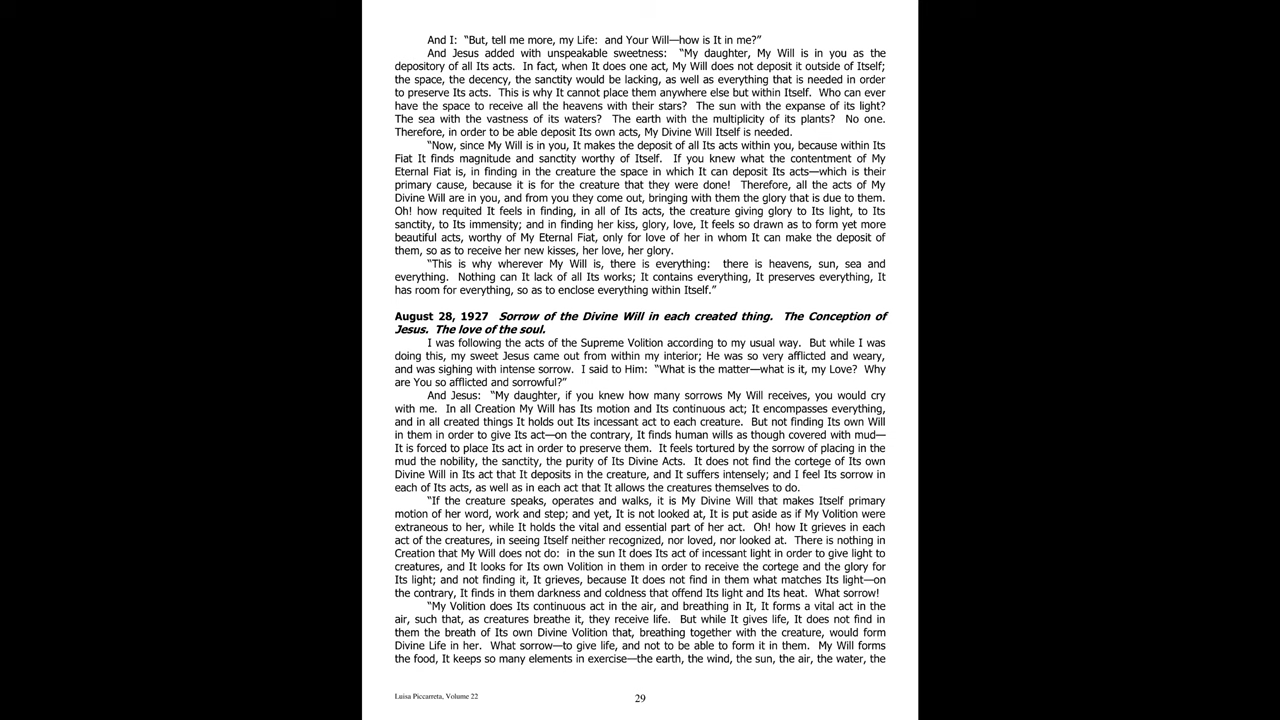 And I: “But, tell me more, my Life: and Your Will—how is It in me?”
And Jesus added with unspeakable sweetness: “My daughter, My Will is in you as the
depository of all Its acts. In fact, when It does one act, My Will does not deposit it outside of Itself;
the space, the decency, the sanctity would be lacking, as well as everything that is needed in order
to preserve Its acts. This is why It cannot place them anywhere else but within Itself. Who can ever
have the space to receive all the heavens with their stars? The sun with the expanse of its light?
The sea with the vastness of its waters? The earth with the multiplicity of its plants? No one.
Therefore, in order to be able deposit Its own acts, My Divine Will Itself is needed.
“Now, since My Will is in you, It makes the deposit of all Its acts within you, because within Its
Fiat It finds magnitude and sanctity worthy of Itself. If you knew what the contentment of My
Eternal Fiat is, in finding in the creature the space in which It can deposit Its acts—which is their
primary cause, because it is for the creature that they were done! Therefore, all the acts of My
Divine Will are in you, and from you they come out, bringing with them the glory that is due to them.
Oh! how requited It feels in finding, in all of Its acts, the creature giving glory to Its light, to Its
sanctity, to Its immensity; and in finding her kiss, glory, love, It feels so drawn as to form yet more
beautiful acts, worthy of My Eternal Fiat, only for love of her in whom It can make the deposit of
them, so as to receive her new kisses, her love, her glory.
“This is why wherever My Will is, there is everything: there is heavens, sun, sea and
everything. Nothing can It lack of all Its works; It contains everything, It preserves everything, It
has room for everything, so as to enclose everything within Itself.”
August 28, 1927 Sorrow of the Divine Will in each created thing. The Conception of
Jesus. The love of the soul.
I was following the acts of the Supreme Volition according to my usual way. But while I was
doing this, my sweet Jesus came out from within my interior; He was so very afflicted and weary,
and was sighing with intense sorrow. I said to Him: “What is the matter—what is it, my Love? Why
are You so afflicted and sorrowful?”
And Jesus: “My daughter, if you knew how many sorrows My Will receives, you would cry
with me. In all Creation My Will has Its motion and Its continuous act; It encompasses everything,
and in all created things It holds out Its incessant act to each creature. But not finding Its own Will
in them in order to give Its act—on the contrary, It finds human wills as though covered with mud—
It is forced to place Its act in order to preserve them. It feels tortured by the sorrow of placing in the
mud the nobility, the sanctity, the purity of Its Divine Acts. It does not find the cortege of Its own
Divine Will in Its act that It deposits in the creature, and It suffers intensely; and I feel Its sorrow in
each of Its acts, as well as in each act that It allows the creatures themselves to do.
“If the creature speaks, operates and walks, it is My Divine Will that makes Itself primary
motion of her word, work and step; and yet, It is not looked at, It is put aside as if My Volition were
extraneous to her, while It holds the vital and essential part of her act. Oh! how It grieves in each
act of the creatures, in seeing Itself neither recognized, nor loved, nor looked at. There is nothing in
Creation that My Will does not do: in the sun It does Its act of incessant light in order to give light to
creatures, and It looks for Its own Volition in them in order to receive the cortege and the glory for
Its light; and not finding it, It grieves, because It does not find in them what matches Its light—on
the contrary, It finds in them darkness and coldness that offend Its light and Its heat. What sorrow!
“My Volition does Its continuous act in the air, and breathing in It, It forms a vital act in the
air, such that, as creatures breathe it, they receive life. But while It gives life, It does not find in
them the breath of Its own Divine Volition that, breathing together with the creature, would form
Divine Life in her. What sorrow—to give life, and not to be able to form it in them. My Will forms
the food, It keeps so many elements in exercise—the earth, the wind, the sun, the air, the water, the
Luisa Piccarreta, Volume 22
29